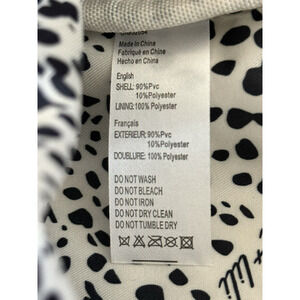 Made In China
Fabriqué en China
Hecho en China
English
SHELL: 90%Pvc
10%Polyester
LINING:100% Polyester
Français
EXTERIEUR:90%Pvc
10%Polyester
DOUBLURE: 100% Polyester
DO NOT WASH
DO NOT BLEACH
DO NOT IRON
DO NOT DRY CLEAN
DO NOT TUMBLE DRY